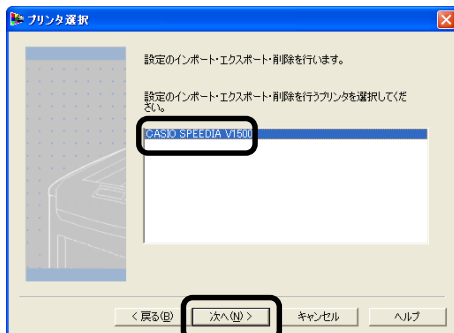 プリンタ選択
設定のインポート・エクスポート・削除を行います。
設定のインポート・エクスポート・削除を行うプリンタを選択してくだ
さい。
CASIO SPEEDIA V1500
< 戻る(B)
次へ(N) >
キャンセル
ヘルプ